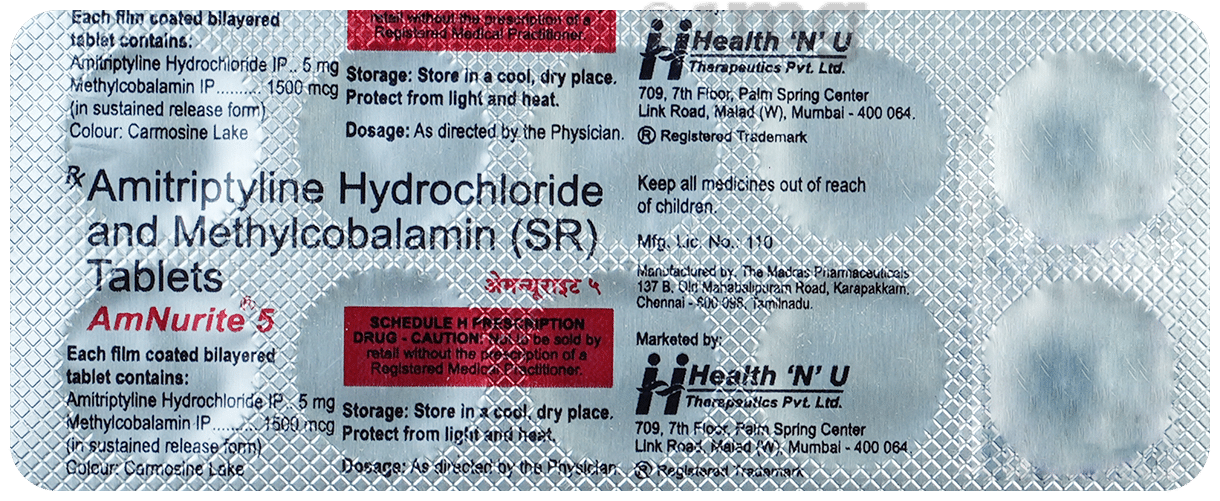 Each film coated bilayered
tablet contains:
Amitriptyline Hydrochloride IP.. 5 mg
Methylcobalamin IP.......... 1500 mcg
(in sustained release form)
Colour: Carmosine Lake
retail without the prescription of a
Registered Medical Practitioner.
Storage: Store in a cool, dry place.
Protect from light and heat.
Dosage: As directed by the Physician.
Health 'N' U
Therapeutics Pvt. Ltd.
709, 7th Floor, Palm Spring Center
Link Road, Malad (W), Mumbai - 400 064.
® Registered Trademark
Rx Amitriptyline Hydrochloride
and Methylcobalamin (SR)
Tablets
AmNurite 5
एमन्यूराइट ५
Each film coated bilayered
tablet contains:
Amitriptyline Hydrochloride IP.. 5 mg
Methylcobalamin IP.......... 1500 mcg
(in sustained release form)
Colour: Carmosine Lake
SCHEDULE H PRESCRIPTION
DRUG - CAUTION: Not to be sold by
retail without the prescription of a
Registered Medical Practitioner.
Storage: Store in a cool, dry place.
Protect from light and heat.
Dosage: As directed by the Physician.
Keep all medicines out of reach
of children.
Mfg. Lic. No.: 110
Manufactured by: The Madras Pharmaceuticals
137 B, Old Mahabalipuram Road, Karapakkam,
Chennai - 600 096, Tamilnadu.
Marketed by:
Health 'N' U
Therapeutics Pvt. Ltd.
709, 7th Floor, Palm Spring Center
Link Road, Malad (W), Mumbai - 400 064
® Registered Trademark